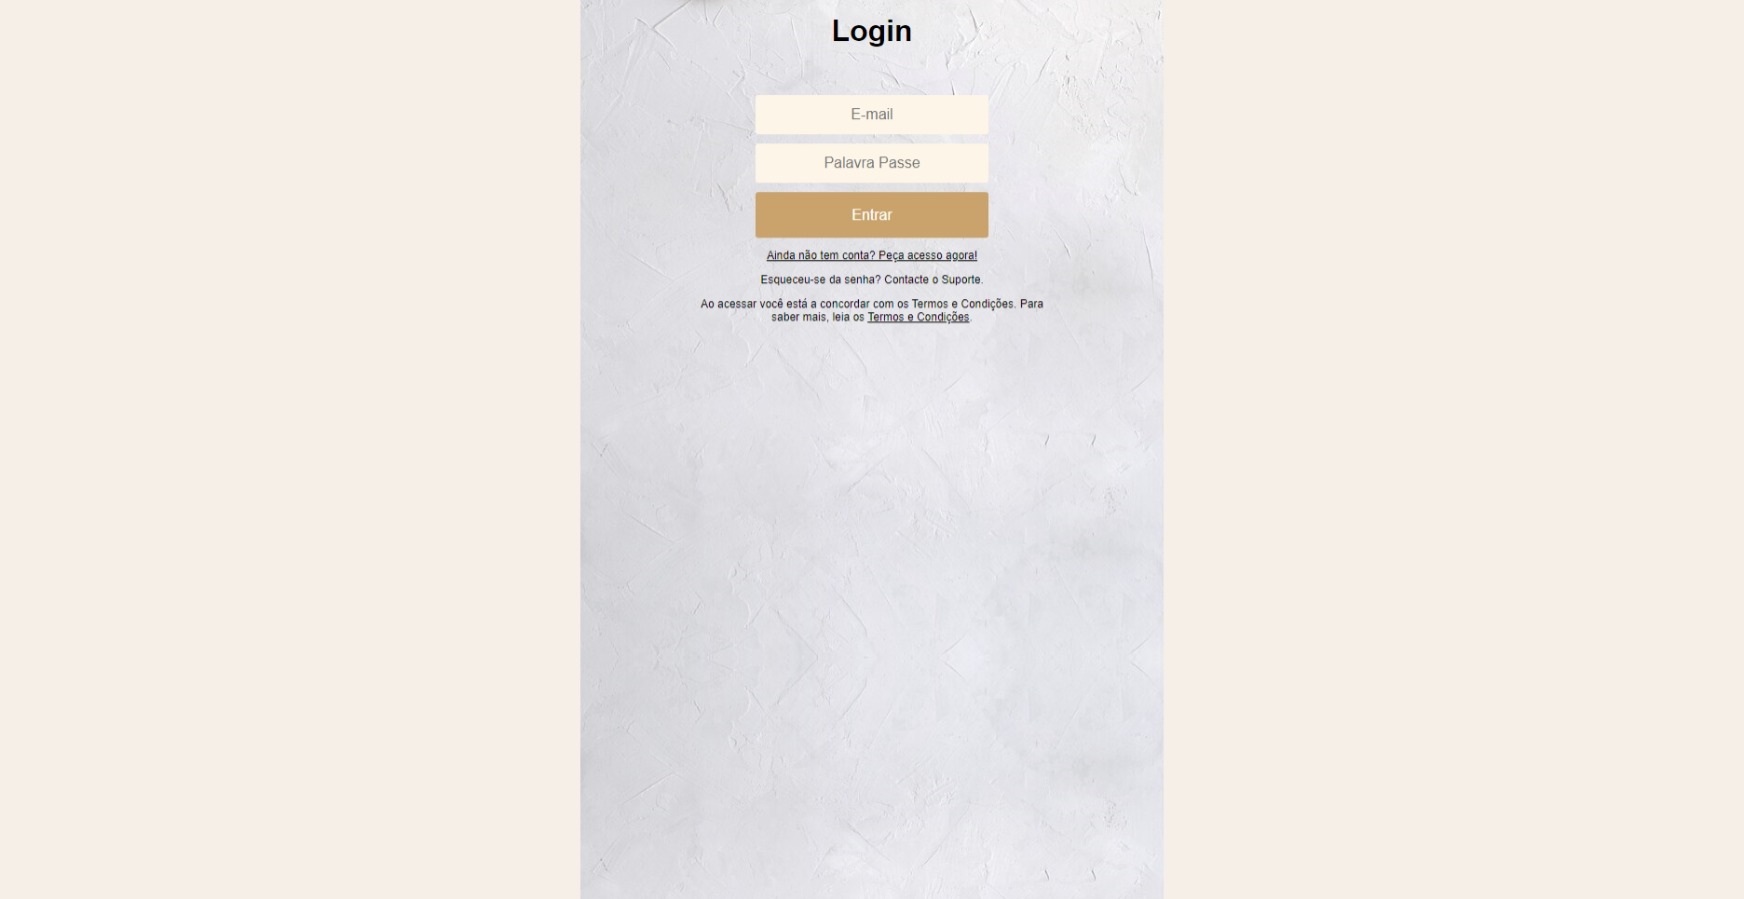 Login
E-mail
Palavra Passe
Entrar
Ainda não tem conta? Peça acesso agora!
Esqueceu-se da senha? Contacte o Suporte.
Ao acessar você está a concordar com os Termos e Condições. Para
saber mais, leia os Termos e Condições.